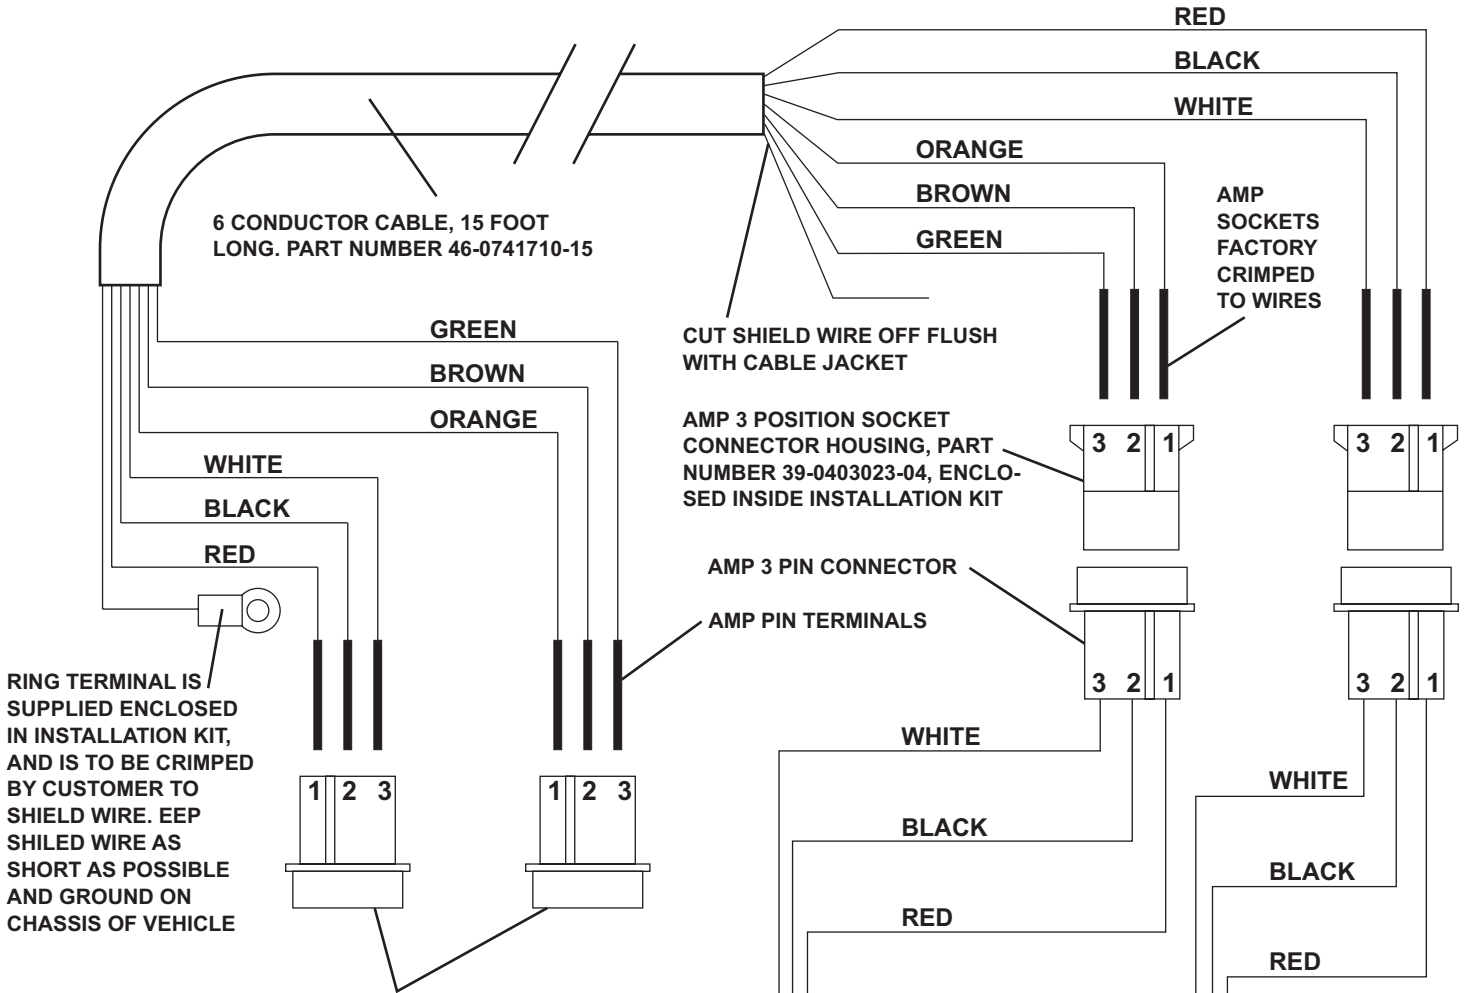 RED
BLACK
WHITE
ORANGE
BROWN
GREEN
AMP
SOCKETS
FACTORY
CRIMPED
TO WIRES
6 CONDUCTOR CABLE, 15 FOOT
LONG. PART NUMBER 46-0741710-15
CUT SHIELD WIRE OFF FLUSH
WITH CABLE JACKET
GREEN
BROWN
ORANGE
WHITE
BLACK
RED
AMP 3 POSITION SOCKET
CONNECTOR HOUSING, PART
NUMBER 39-0403023-04, ENCLO-
SED INSIDE INSTALLATION KIT
3 2 1
3 2 1
AMP 3 PIN CONNECTOR
AMP PIN TERMINALS
3 2 1
3 2 1
RING TERMINAL IS
SUPPLIED ENCLOSED
IN INSTALLATION KIT,
AND IS TO BE CRIMPED
BY CUSTOMER TO
SHIELD WIRE. EEP
SHILED WIRE AS
SHORT AS POSSIBLE
AND GROUND ON
CHASSIS OF VEHICLE
1 2 3
1 2 3
WHITE
BLACK
RED
WHITE
BLACK
RED